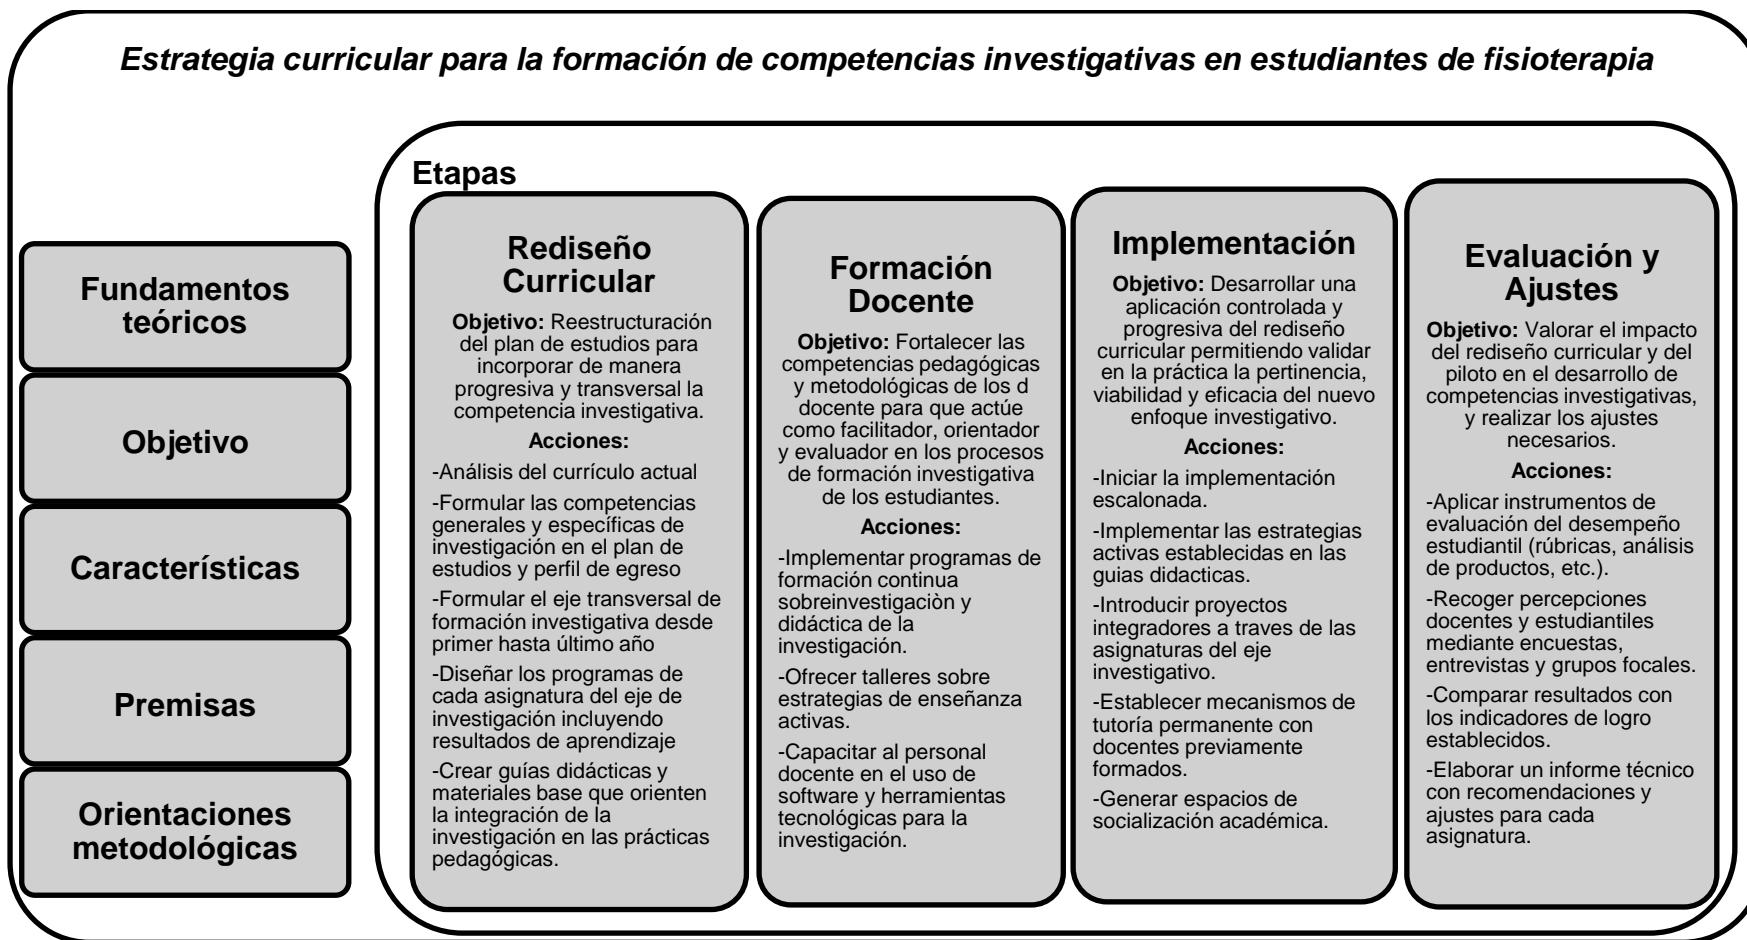 Estrategia curricular para la formación de competencias investigativas en estudiantes de fisioterapia
Fundamentos
teóricos
Objetivo
Características
Premisas
Orientaciones
metodológicas
Etapas
Rediseño
Curricular
Objetivo: Reestructuración
del plan de estudios para
incorporar de manera
progresiva y transversal la
competencia investigativa.
Acciones:
-Análisis del currículo actual
-Formular las competencias
generales y específicas de
investigación en el plan de
estudios y perfil de egreso
-Formular el eje transversal de
formación investigativa desde
primer hasta último año
-Diseñar los programas de
cada asignatura del eje de
investigación incluyendo
resultados de aprendizaje
-Crear guías didácticas y
materiales base que orienten
la integración de la
investigación en las prácticas
pedagógicas.
Formación
Docente
Objetivo: Fortalecer las
competencias pedagógicas
y metodológicas de los d
docente para que actúe
como facilitador, orientador
y evaluador en los procesos
de formación investigativa
de los estudiantes.
Acciones:
-Implementar programas de
formación continua
sobreinvestigaciòn y
didáctica de la
investigación.
-Ofrecer talleres sobre
estrategias de enseñanza
activas.
-Capacitar al personal
docente en el uso de
software y herramientas
tecnológicas para la
investigación.
Implementación
Objetivo: Desarrollar una
aplicación controlada y
progresiva del rediseño
curricular permitiendo validar
en la práctica la pertinencia,
viabilidad y eficacia del nuevo
enfoque investigativo.
Acciones:
-Iniciar la implementación
escalonada.
-Implementar las estrategias
activas establecidas en las
guias didacticas.
-Introducir proyectos
integradores a traves de las
asignaturas del eje
investigativo.
-Establecer mecanismos de
tutoría permanente con
docentes previamente
formados.
-Generar espacios de
socialización académica.
Evaluación y
Ajustes
Objetivo: Valorar el impacto
del rediseño curricular y del
piloto en el desarrollo de
competencias investigativas,
y realizar los ajustes
necesarios.
Acciones:
-Aplicar instrumentos de
evaluación del desempeño
estudiantil (rúbricas, análisis
de productos, etc.).
-Recoger percepciones
docentes y estudiantiles
mediante encuestas,
entrevistas y grupos focales.
-Comparar resultados con
los indicadores de logro
establecidos.
-Elaborar un informe técnico
con recomendaciones y
ajustes para cada
asignatura.